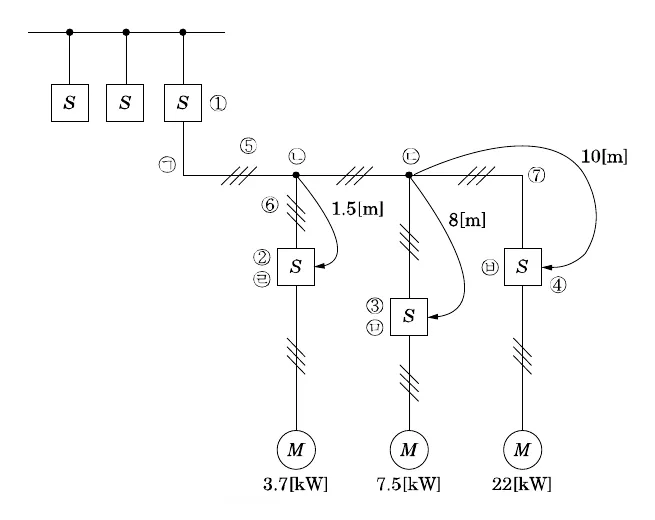 S S S ①
⑤
㉠ ㉡ ㉢ 10[m]
⑦
⑥ 1.5[m] 8[m]
② S S ④
㉣ ㉥
③ S
㉤
M M M
3.7[kW] 7.5[kW] 22[kW]